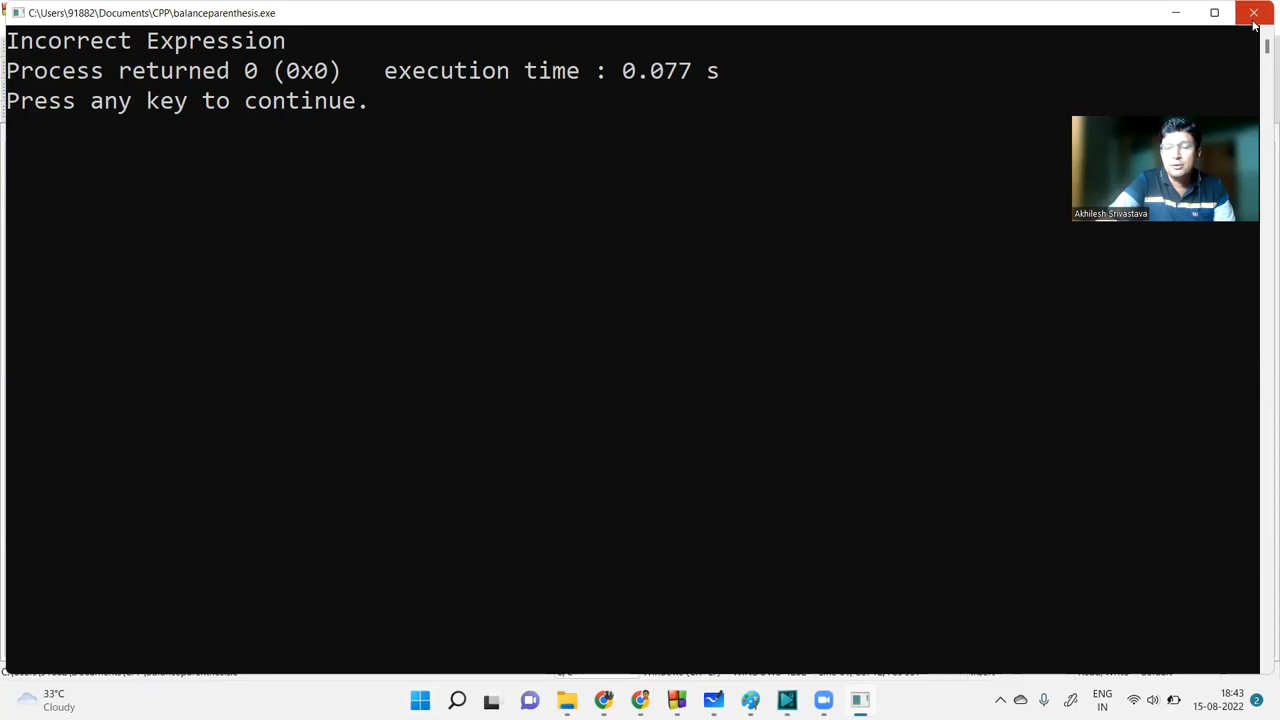 C:\Users\91882\Documents\CPP\balanceparenthesis.exe
Incorrect Expression
Process returned 0 (0x0)   execution time : 0.077 s
Press any key to continue.
Akhilesh Srivastava
33°C
Cloudy
ENG
IN
18:43
15-08-2022
2